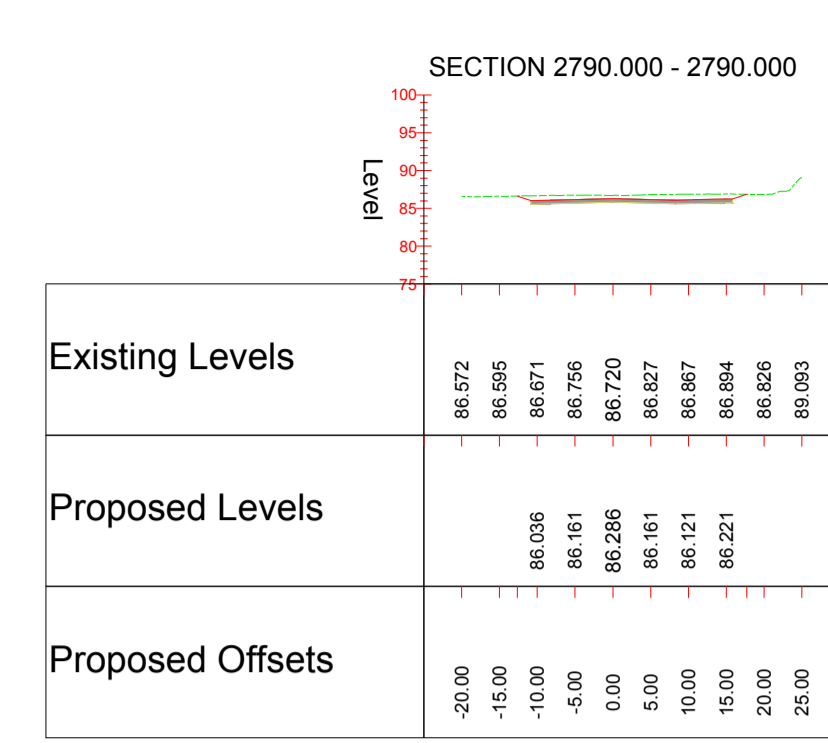 SECTION 2790.000 - 2790.000
100
95
90
85
80
75
Level
Existing Levels
86.572 86.595 86.671 86.756 86.720 86.827 86.867 86.894 86.826 89.093
Proposed Levels
86.036 86.161 86.286 86.161 86.121 86.221
Proposed Offsets
-20.00 -15.00 -10.00 -5.00 0.00 5.00 10.00 15.00 20.00 25.00